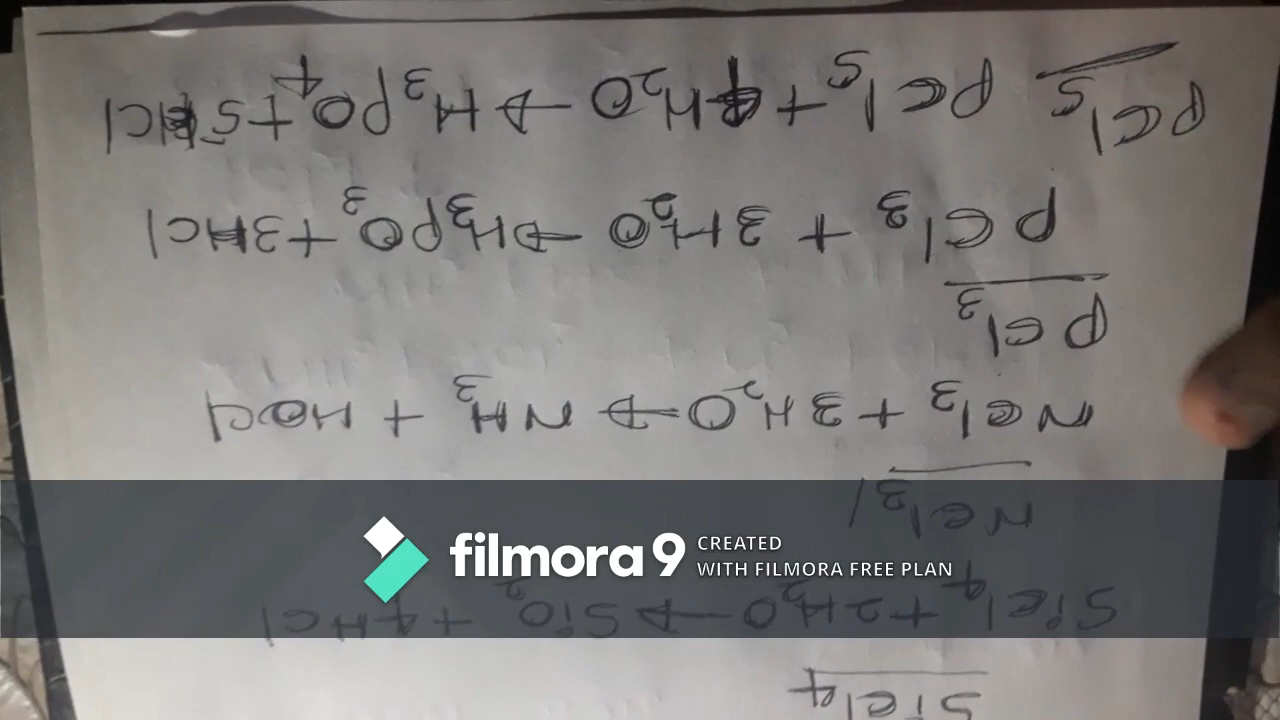 SiCl4
SiCl4 + 2H2O → SiO2 + 4HCl
NCl3
NCl3 + 3H2O → NH3 + HOCl
PCl3
PCl3 + 3H2O → H3PO3 + 3HCl
PCl5 PCl5 + 4H2O → H3PO4 + 5HCl
filmora 9 CREATED
WITH FILMORA FREE PLAN